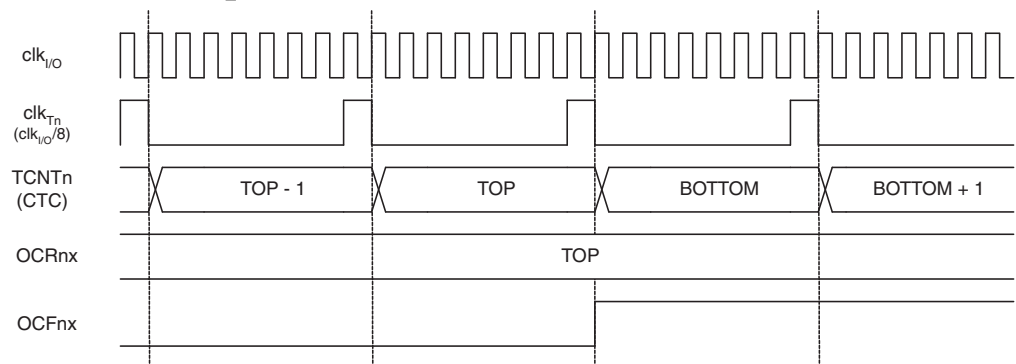 clkI/O
clkTn
(clkI/O/8)
TCNTn
(CTC)
TOP - 1
TOP
BOTTOM
BOTTOM + 1
OCRnx
TOP
OCFnx